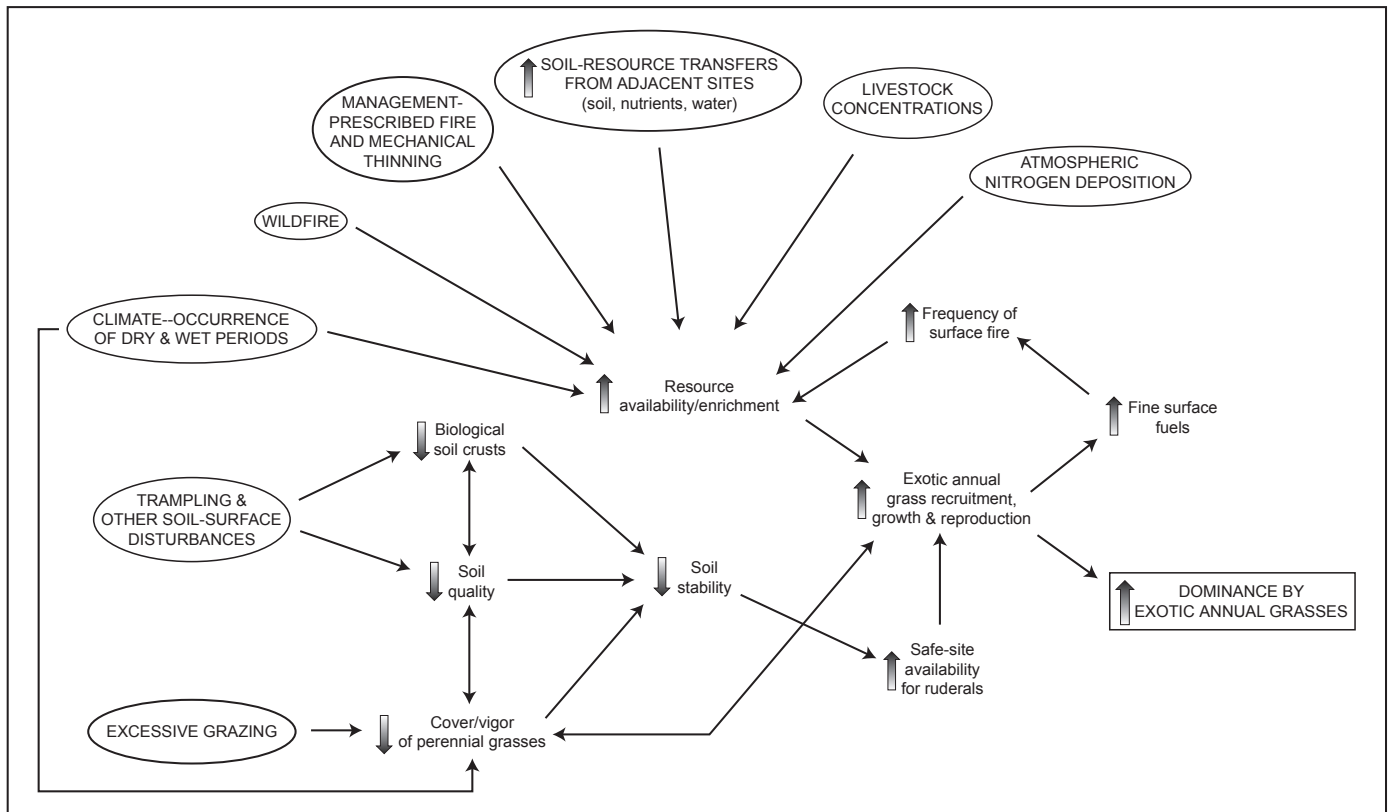 SOIL-RESOURCE TRANSFERS
FROM ADJACENT SITES
(soil, nutrients, water)
LIVESTOCK
CONCENTRATIONS
MANAGEMENT-
PRESCRIBED FIRE
AND MECHANICAL
THINNING
ATMOSPHERIC
NITROGEN DEPOSITION
WILDFIRE
CLIMATE--OCCURRENCE
OF DRY & WET PERIODS
Frequency of
surface fire
Resource
availability/enrichment
Fine surface
fuels
Biological
soil crusts
Exotic annual
grass recruitment,
growth & reproduction
TRAMPLING &
OTHER SOIL-SURFACE
DISTURBANCES
Soil
quality
Soil
stability
DOMINANCE BY
EXOTIC ANNUAL GRASSES
Safe-site
availability
for ruderals
EXCESSIVE GRAZING
Cover/vigor
of perennial grasses